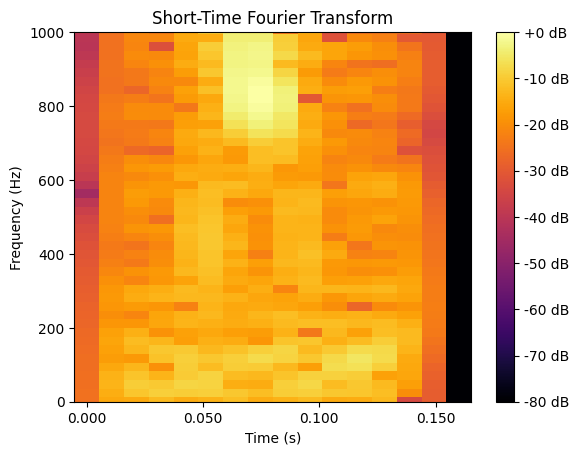 Short-Time Fourier Transform
Frequency (Hz)
1000
800
600
400
200
0
0.000
0.050
0.100
0.150
Time (s)
+0 dB
-10 dB
-20 dB
-30 dB
-40 dB
-50 dB
-60 dB
-70 dB
-80 dB